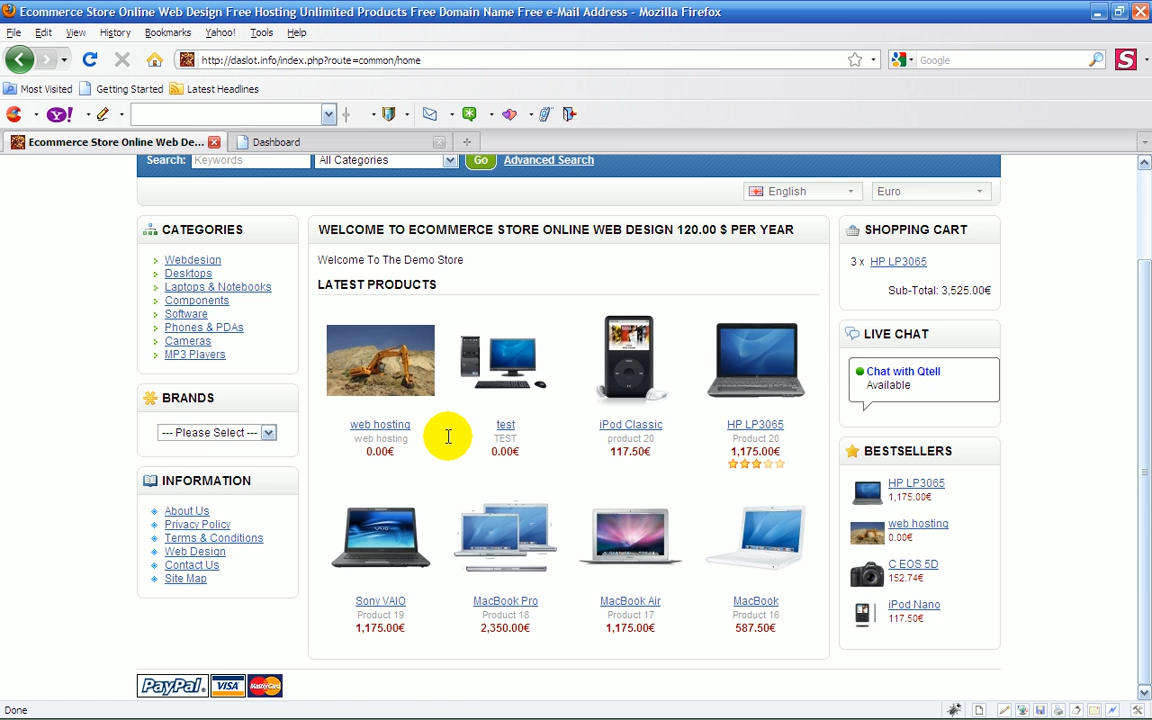 Ecommerce Store Online Web Design Free Hosting Unlimited Products Free Domain Name Free e-Mail Address - Mozilla Firefox
File Edit View History Bookmarks Yahoo! Tools Help
http://daslot.info/index.php?route=common/home
Google
S
Most Visited Getting Started Latest Headlines
Y!
Ecommerce Store Online Web De... Dashboard
Search: Keywords All Categories Go Advanced Search
English Euro
CATEGORIES
Webdesign
Desktops
Laptops & Notebooks
Components
Software
Phones & PDAs
Cameras
MP3 Players
BRANDS
--- Please Select ---
INFORMATION
About Us
Privacy Policy
Terms & Conditions
Web Design
Contact Us
Site Map
WELCOME TO ECOMMERCE STORE ONLINE WEB DESIGN 120.00 $ PER YEAR
Welcome To The Demo Store
LATEST PRODUCTS
web hosting test iPod Classic HP LP3065
web hosting TEST product 20 Product 20
0.00€ 0.00€ 117.50€ 1,175.00€
Sony VAIO MacBook Pro MacBook Air MacBook
Product 19 Product 18 Product 17 Product 16
1,175.00€ 2,350.00€ 1,175.00€ 587.50€
SHOPPING CART
3 x HP LP3065
Sub-Total: 3,525.00€
LIVE CHAT
Chat with Qtell
Available
BESTSELLERS
HP LP3065
1,175.00€
web hosting
0.00€
C EOS 5D
152.74€
iPod Nano
117.50€
PayPal VISA MasterCard
Done